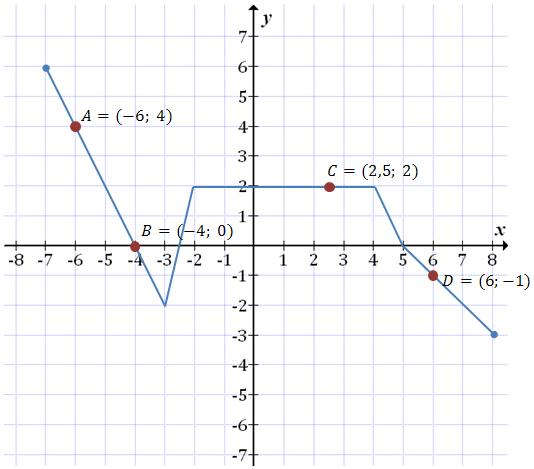 y
7
6
5
A = (−6; 4)
4
3
C = (2,5; 2)
2
1
B = (−4; 0)
x
-8 -7 -6 -5 -4 -3 -2 -1 1 2 3 4 5 6 7 8
-1
D = (6; −1)
-2
-3
-4
-5
-6
-7